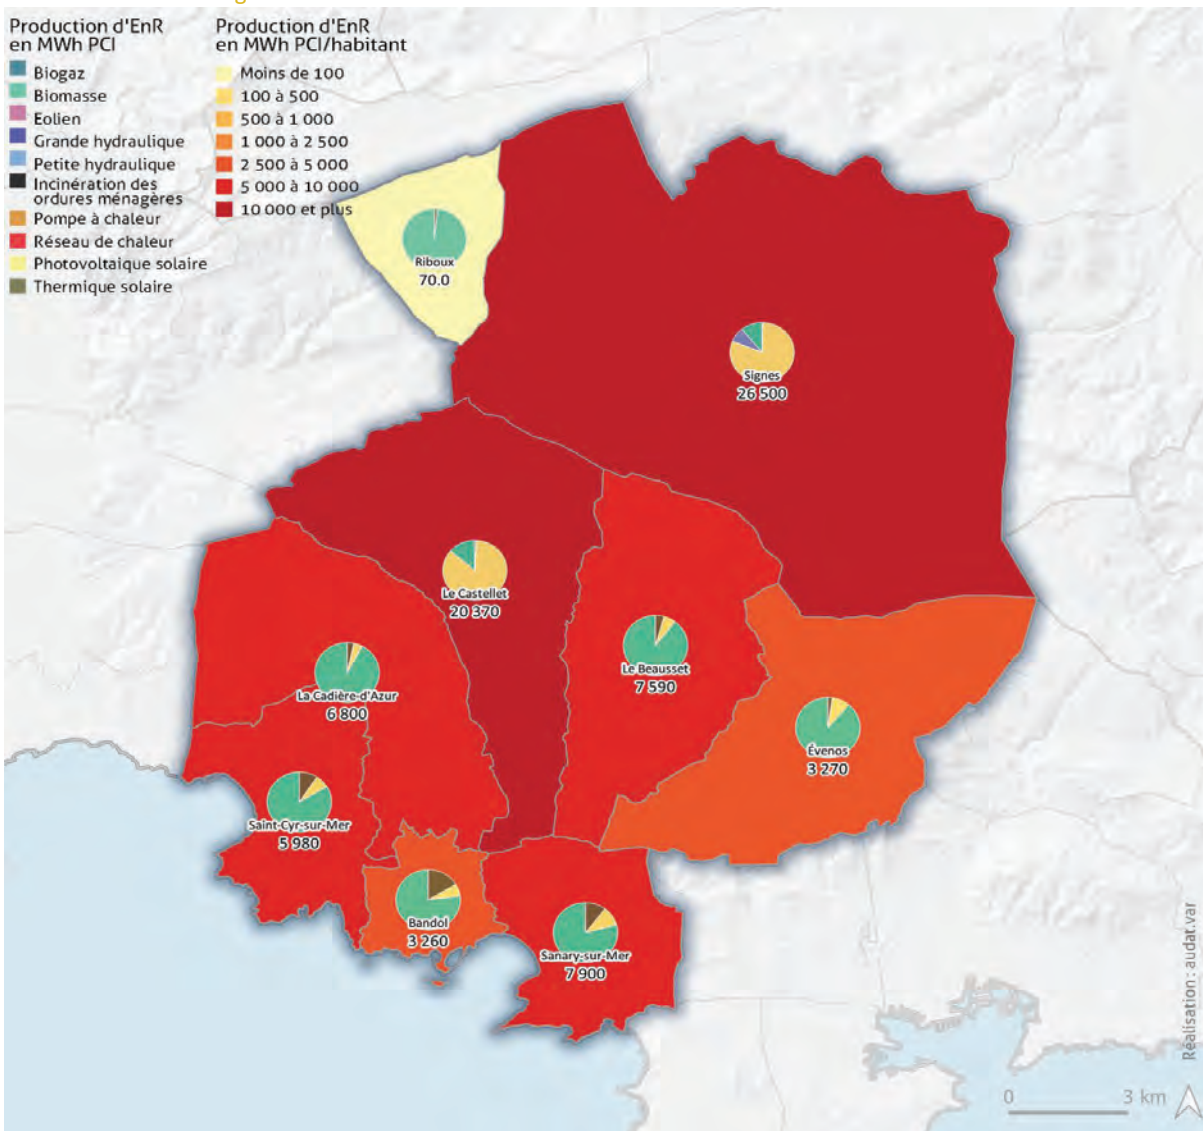 Production d'EnR
en MWh PCI
Biogaz
Biomasse
Eolien
Grande hydraulique
Petite hydraulique
Incinération des
ordures ménagères
Pompe à chaleur
Réseau de chaleur
Photovoltaique solaire
Thermique solaire
Production d'EnR
en MWh PCI/habitant
Moins de 100
100 à 500
500 à 1 000
1 000 à 2 500
2 500 à 5 000
5 000 à 10 000
10 000 et plus
Riboux
70.0
Signes
26 500
Le Castellet
20 370
Le Beausset
7 590
La Cadière-d'Azur
6 800
Évenos
3 270
Saint-Cyr-sur-Mer
5 980
Bandol
3 260
Sanary-sur-Mer
7 900
Réalisation : audat.var
0 3 km